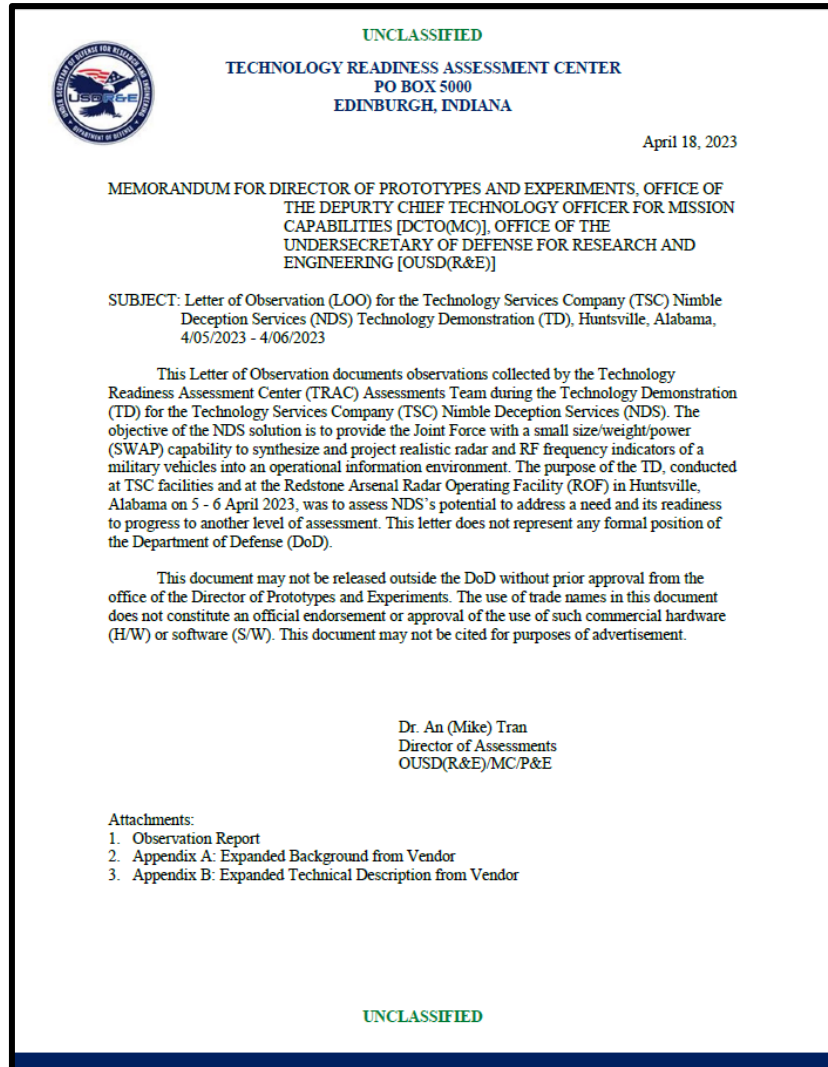 UNCLASSIFIED
UNDER SECRETARY OF DEFENSE FOR RESEARCH AND ENGINEERING
USDR&E
DEPARTMENT OF DEFENSE
TECHNOLOGY READINESS ASSESSMENT CENTER
PO BOX 5000
EDINBURGH, INDIANA
April 18, 2023
MEMORANDUM FOR DIRECTOR OF PROTOTYPES AND EXPERIMENTS, OFFICE OF
THE DEPURTY CHIEF TECHNOLOGY OFFICER FOR MISSION
CAPABILITIES [DCTO(MC)], OFFICE OF THE
UNDERSECRETARY OF DEFENSE FOR RESEARCH AND
ENGINEERING [OUSD(R&E)]
SUBJECT: Letter of Observation (LOO) for the Technology Services Company (TSC) Nimble
Deception Services (NDS) Technology Demonstration (TD), Huntsville, Alabama,
4/05/2023 - 4/06/2023
This Letter of Observation documents observations collected by the Technology
Readiness Assessment Center (TRAC) Assessments Team during the Technology Demonstration
(TD) for the Technology Services Company (TSC) Nimble Deception Services (NDS). The
objective of the NDS solution is to provide the Joint Force with a small size/weight/power
(SWAP) capability to synthesize and project realistic radar and RF frequency indicators of a
military vehicles into an operational information environment. The purpose of the TD, conducted
at TSC facilities and at the Redstone Arsenal Radar Operating Facility (ROF) in Huntsville,
Alabama on 5 - 6 April 2023, was to assess NDS's potential to address a need and its readiness
to progress to another level of assessment. This letter does not represent any formal position of
the Department of Defense (DoD).
This document may not be released outside the DoD without prior approval from the
office of the Director of Prototypes and Experiments. The use of trade names in this document
does not constitute an official endorsement or approval of the use of such commercial hardware
(H/W) or software (S/W). This document may not be cited for purposes of advertisement.
Dr. An (Mike) Tran
Director of Assessments
OUSD(R&E)/MC/P&E
Attachments:
1. Observation Report
2. Appendix A: Expanded Background from Vendor
3. Appendix B: Expanded Technical Description from Vendor
UNCLASSIFIED